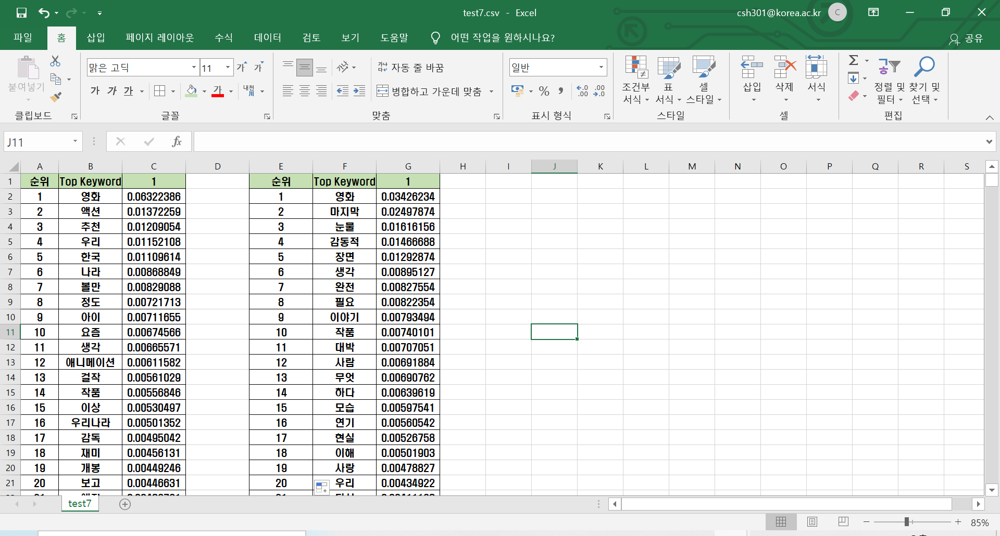 test7.csv - Excel
csh301@korea.ac.kr
C
파일 홈 삽입 페이지 레이아웃 수식 데이터 검토 보기 도움말 어떤 작업을 원하시나요? 공유
붙여넣기
클립보드
맑은 고딕 11 가 가
가 가 가 가 내천
글꼴
가나다라 자동 줄 바꿈
병합하고 가운데 맞춤
맞춤
일반
% , .0 .00 .00 .0
표시 형식
조건부 서식
표 서식
셀 스타일
스타일
삽입 삭제 서식
셀
Σ
정렬 및 필터
찾기 및 선택
편집
J11 fx
A B C D E F G H I J K L M N O P Q R S
1 순위 Top Keyword 1 순위 Top Keyword 1
2 1 영화 0.06322386 1 영화 0.03426234
3 2 액션 0.01372259 2 마지막 0.02497874
4 3 추천 0.01209054 3 눈물 0.01616156
5 4 우리 0.01152108 4 감동적 0.01466688
6 5 한국 0.01109614 5 장면 0.01292874
7 6 나라 0.00868849 6 생각 0.00895127
8 7 볼만 0.00829088 7 완전 0.00827554
9 8 정도 0.00721713 8 필요 0.00822354
10 9 아이 0.00711655 9 이야기 0.00793494
11 10 요즘 0.00674566 10 작품 0.00740101
12 11 생각 0.00665571 11 대박 0.00707051
13 12 애니메이션 0.00611582 12 사람 0.00691884
14 13 걸작 0.00561029 13 무엇 0.00690762
15 14 작품 0.00556846 14 하다 0.00639619
16 15 이상 0.00530497 15 모습 0.00597541
17 16 우리나라 0.00501352 16 연기 0.00560542
18 17 감독 0.00495042 17 현실 0.00526758
19 18 재미 0.00456131 18 이해 0.00501903
20 19 개봉 0.00449246 19 사랑 0.00478827
21 20 보고 0.00446631 20 우리 0.00434922
test7
85%